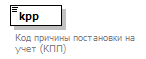 kpp
Код причины постановки на
учет (КПП)